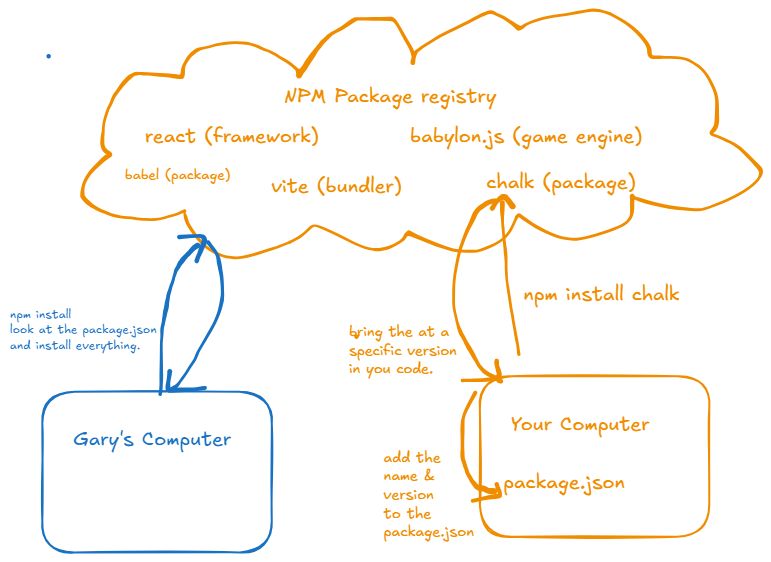 NPM Package registry
react (framework)
babylon.js (game engine)
babel (package)
vite (bundler)
chalk (package)
npm install
look at the package.json
and install everything.
npm install chalk
bring the at a
specific version
in you code.
Gary's Computer
Your Computer
add the
name &
version
to the
package.json
package.json